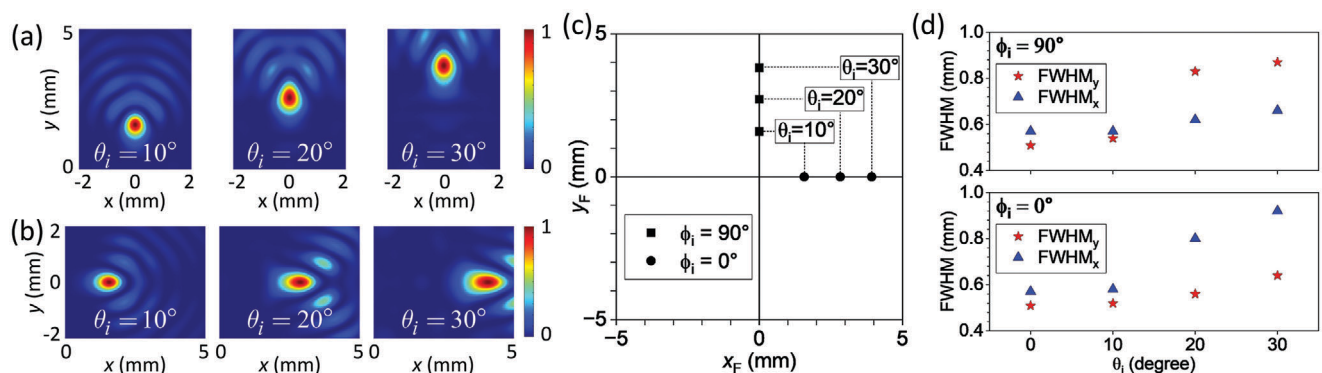 (a)
5
y (mm)
0
θi = 10°
θi = 20°
θi = 30°
-2 0 2
-2 0 2
-2 0 2
x (mm)
x (mm)
x (mm)
1
0
(b)
2
y (mm)
0
-2
θi = 10°
θi = 20°
θi = 30°
0 5
0 5
0 5
x (mm)
x (mm)
x (mm)
1
0
(c)
5
yF (mm)
0
−5
θi=30°
θi=20°
θi=10°
ϕi = 90°
ϕi = 0°
−5 0 5
xF (mm)
(d)
ϕi = 90°
FWHMy
FWHMx
FWHM (mm)
1.0
0.8
0.6
0.4
ϕi = 0°
FWHMy
FWHMx
FWHM (mm)
1.0
0.8
0.6
0.4
0 10 20 30
θi (degree)